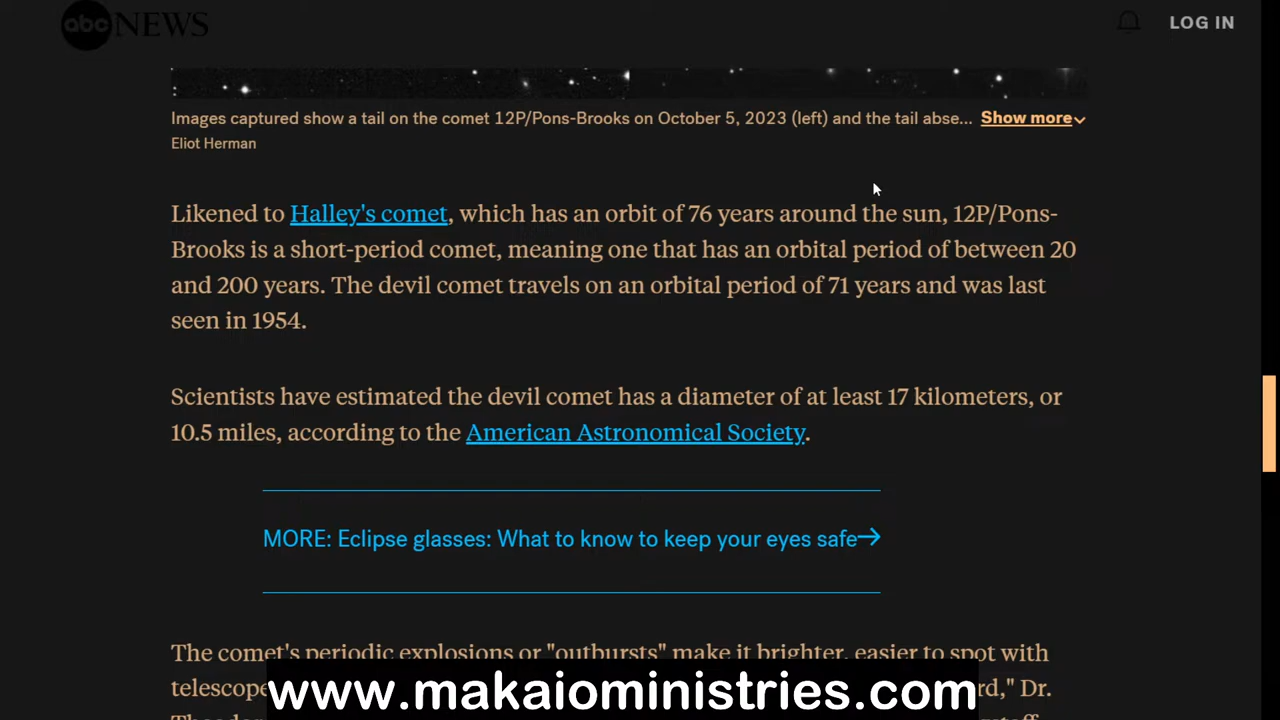 abc NEWS
LOG IN
Images captured show a tail on the comet 12P/Pons-Brooks on October 5, 2023 (left) and the tail abse... Show more
Eliot Herman
Likened to Halley's comet, which has an orbit of 76 years around the sun, 12P/Pons-
Brooks is a short-period comet, meaning one that has an orbital period of between 20
and 200 years. The devil comet travels on an orbital period of 71 years and was last
seen in 1954.
Scientists have estimated the devil comet has a diameter of at least 17 kilometers, or
10.5 miles, according to the American Astronomical Society.
MORE: Eclipse glasses: What to know to keep your eyes safe→
The comet's periodic explosions or "outbursts" make it brighter, easier to spot with
Dr.
www.makaiominist​ries.com